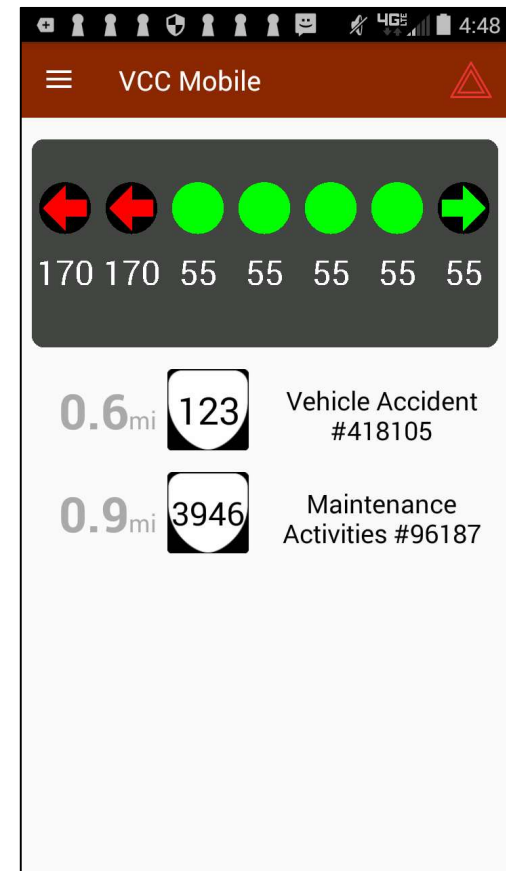 4GLTE 4:48
VCC Mobile
170 170 55 55 55 55 55
0.6mi 123 Vehicle Accident
#418105
0.9mi 3946 Maintenance
Activities #96187